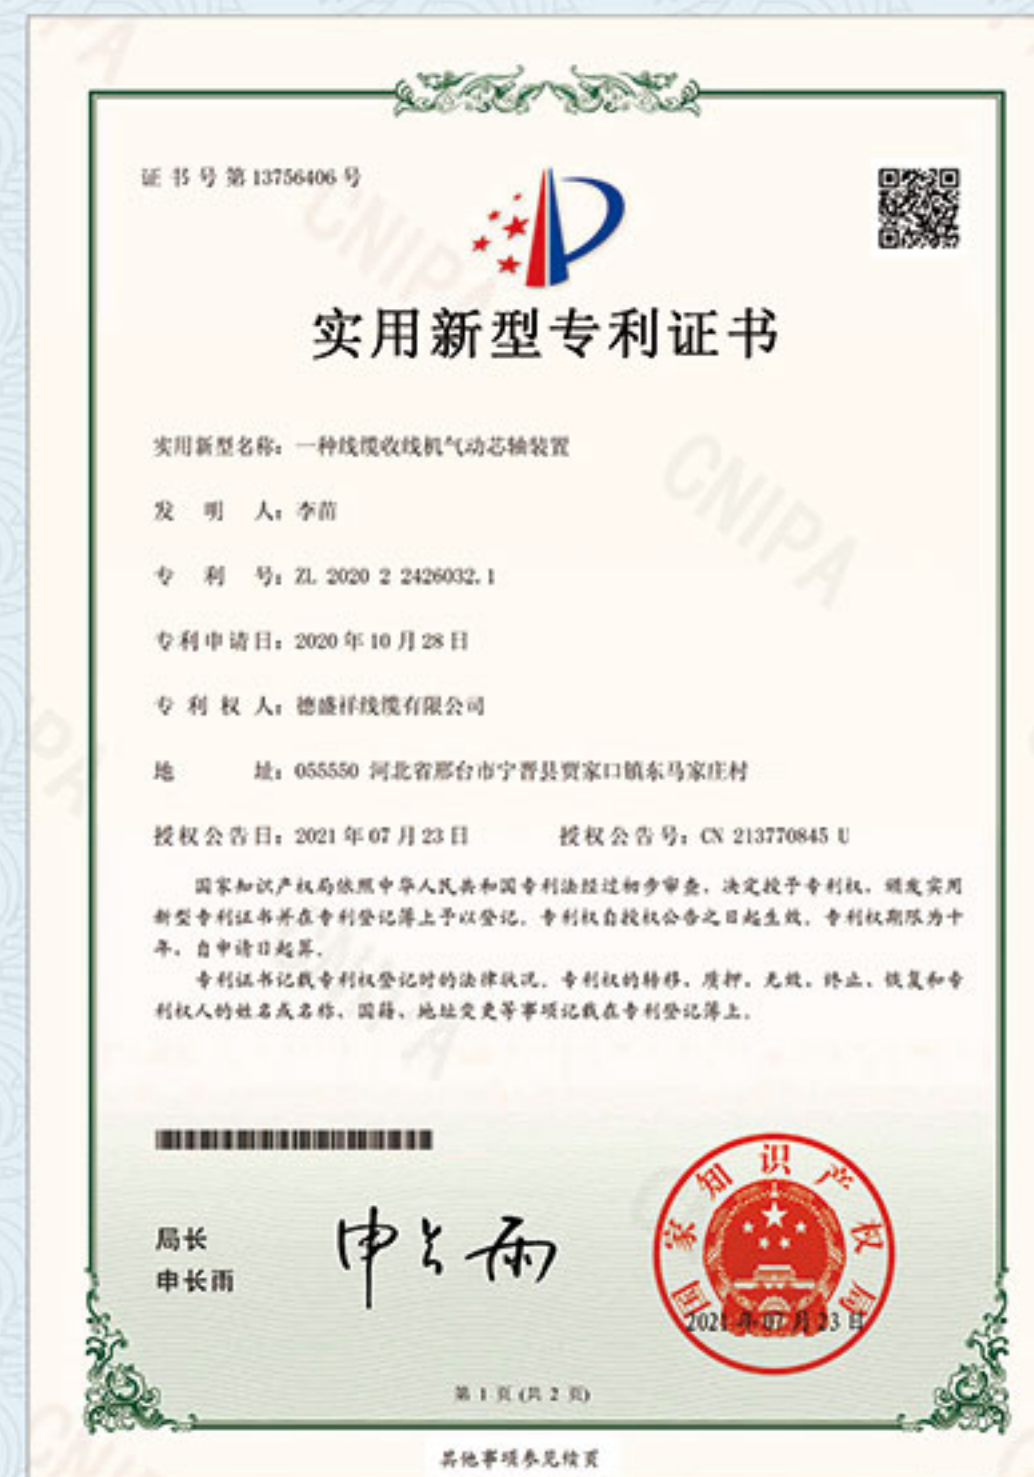 证书号第13756406号
实用新型专利证书
实用新型名称：一种线缆收线机气动芯轴装置
发明人：李苗
专利号：ZL 2020 2 2426032.1
专利申请日：2020年10月28日
专利权人：德盛祥线缆有限公司
地址：055550 河北省邢台市宁晋县贾家口镇东马家庄村
授权公告日：2021年07月23日 授权公告号：CN 213770845 U
国家知识产权局依照中华人民共和国专利法经过初步审查，决定授予专利权，颁发实用
新型专利证书并在专利登记簿上予以登记。专利权自授权公告之日起生效。专利权期限为十
年，自申请日起算。
专利证书记载专利权登记时的法律状况。专利权的转移、质押、无效、终止、恢复和专
利权人的姓名或名称、国籍、地址变更等事项记载在专利登记簿上。
局长
申长雨
申长雨
国家知识产权局
2021年07月23日
第 1 页 (共 2 页)
其他事项参见续页
CNIPA
CNIPA
CNIPA